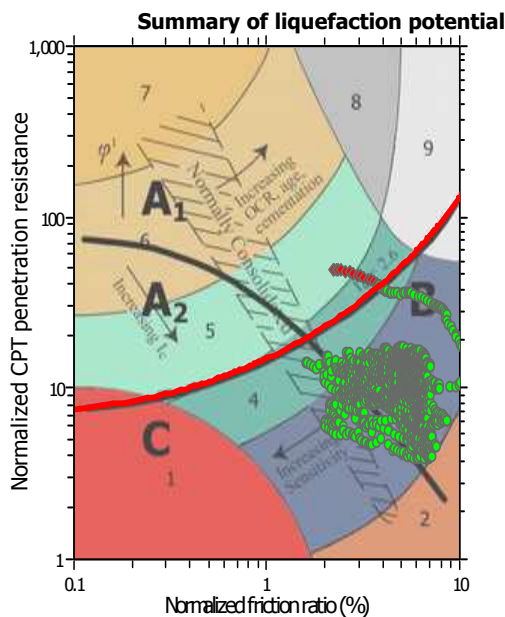 Summary of liquefaction potential
1,000
100
10
1
Normalized CPT penetration resistance
0.1
1
10
Normalized friction ratio (%)
7
8
9
φ'
A1
6
A2
5
4
B
C
1
2
Increasing
OCR, age,
cementation
Normally Consolidated
Increasing Ic
Increasing
Sensitivity